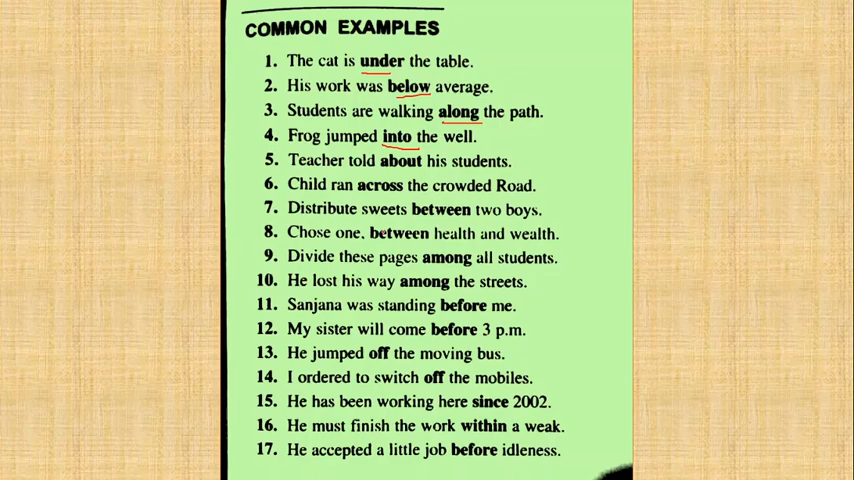 COMMON EXAMPLES
1. The cat is under the table.
2. His work was below average.
3. Students are walking along the path.
4. Frog jumped into the well.
5. Teacher told about his students.
6. Child ran across the crowded Road.
7. Distribute sweets between two boys.
8. Chose one, between health and wealth.
9. Divide these pages among all students.
10. He lost his way among the streets.
11. Sanjana was standing before me.
12. My sister will come before 3 p.m.
13. He jumped off the moving bus.
14. I ordered to switch off the mobiles.
15. He has been working here since 2002.
16. He must finish the work within a weak.
17. He accepted a little job before idleness.